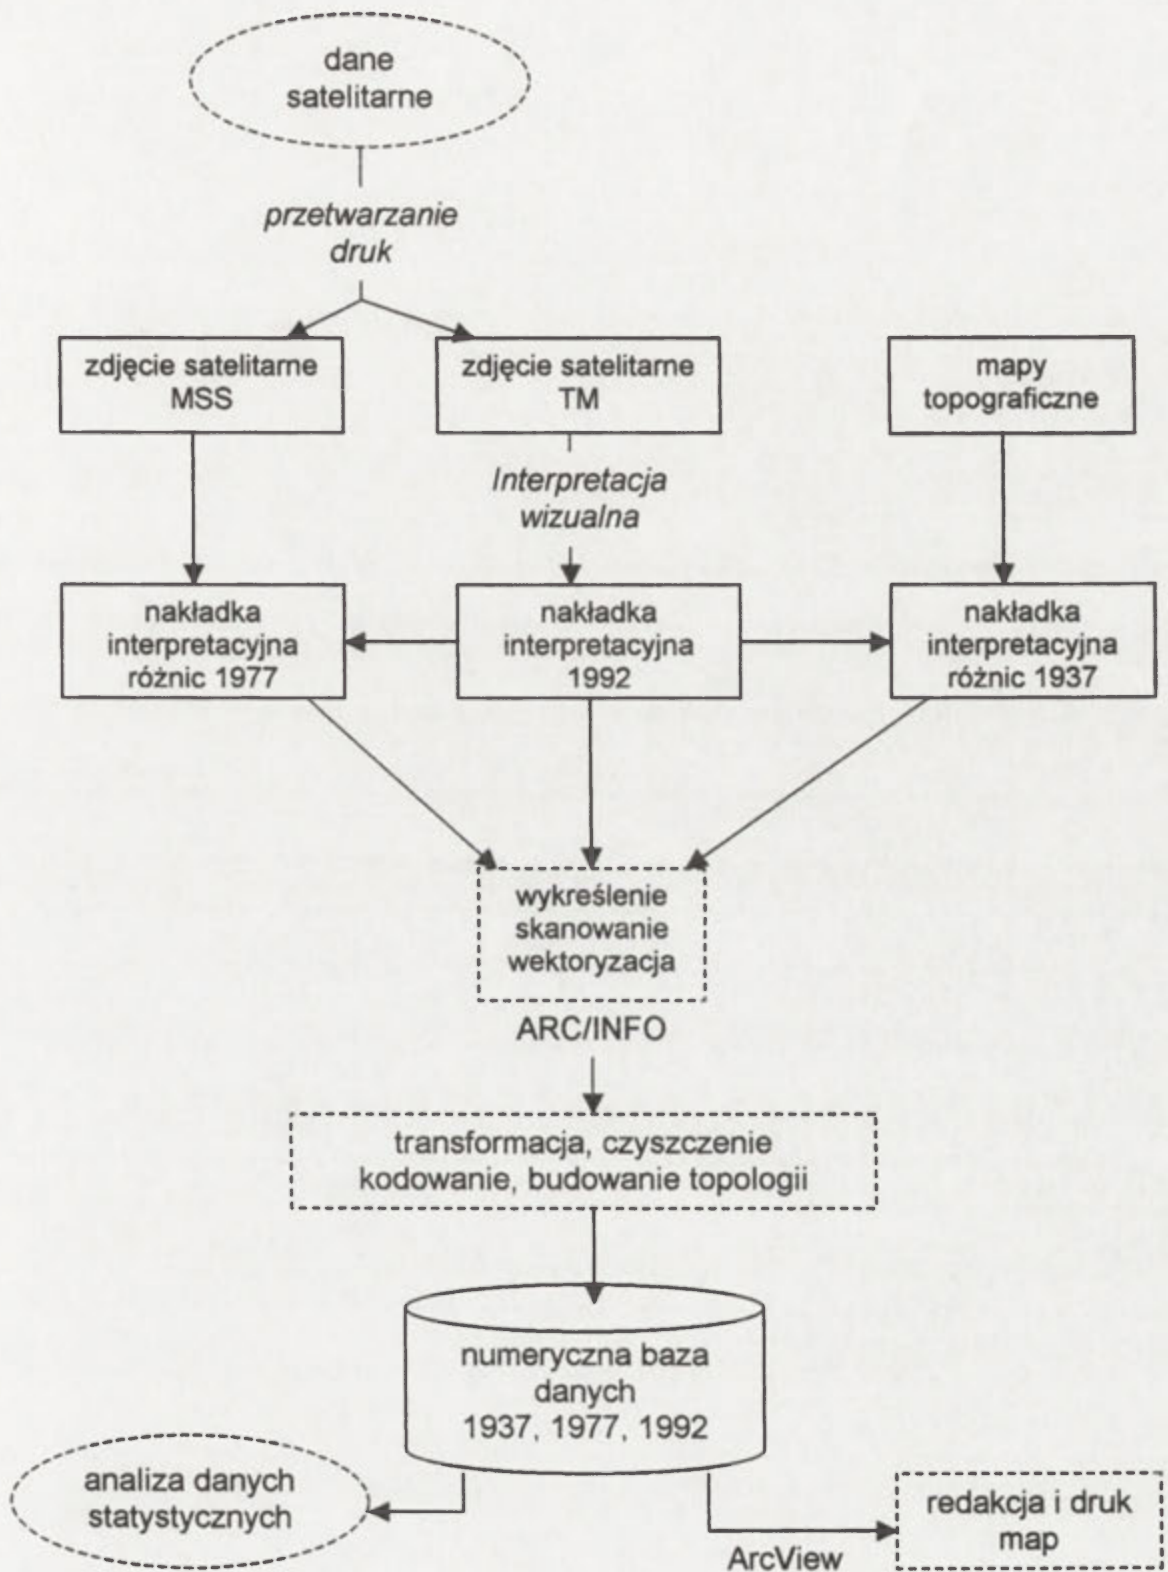 dane
satelitarne
przetwarzanie
druk
zdjęcie satelitarne
MSS
zdjęcie satelitarne
TM
mapy
topograficzne
Interpretacja
wizualna
nakładka
interpretacyjna
różnic 1977
nakładka
interpretacyjna
1992
nakładka
interpretacyjna
różnic 1937
wykreślenie
skanowanie
wektoryzacja
ARC/INFO
transformacja, czyszczenie
kodowanie, budowanie topologii
numeryczna baza
danych
1937, 1977, 1992
analiza danych
statystycznych
redakcja i druk
map
ArcView